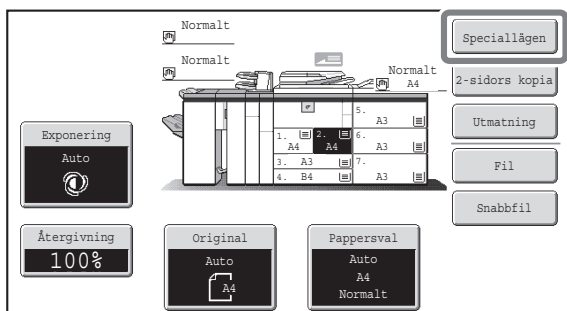 Normalt
Normalt
Normalt
A4
Speciallägen
2-sidors kopia
Utmatning
Fil
Snabbfil
1. A4
2. A4
3. A3
4. B4
5. A3
6. A3
7. A3
Exponering
Auto
Återgivning
100%
Original
Auto
A4
Pappersval
Auto
A4
Normalt